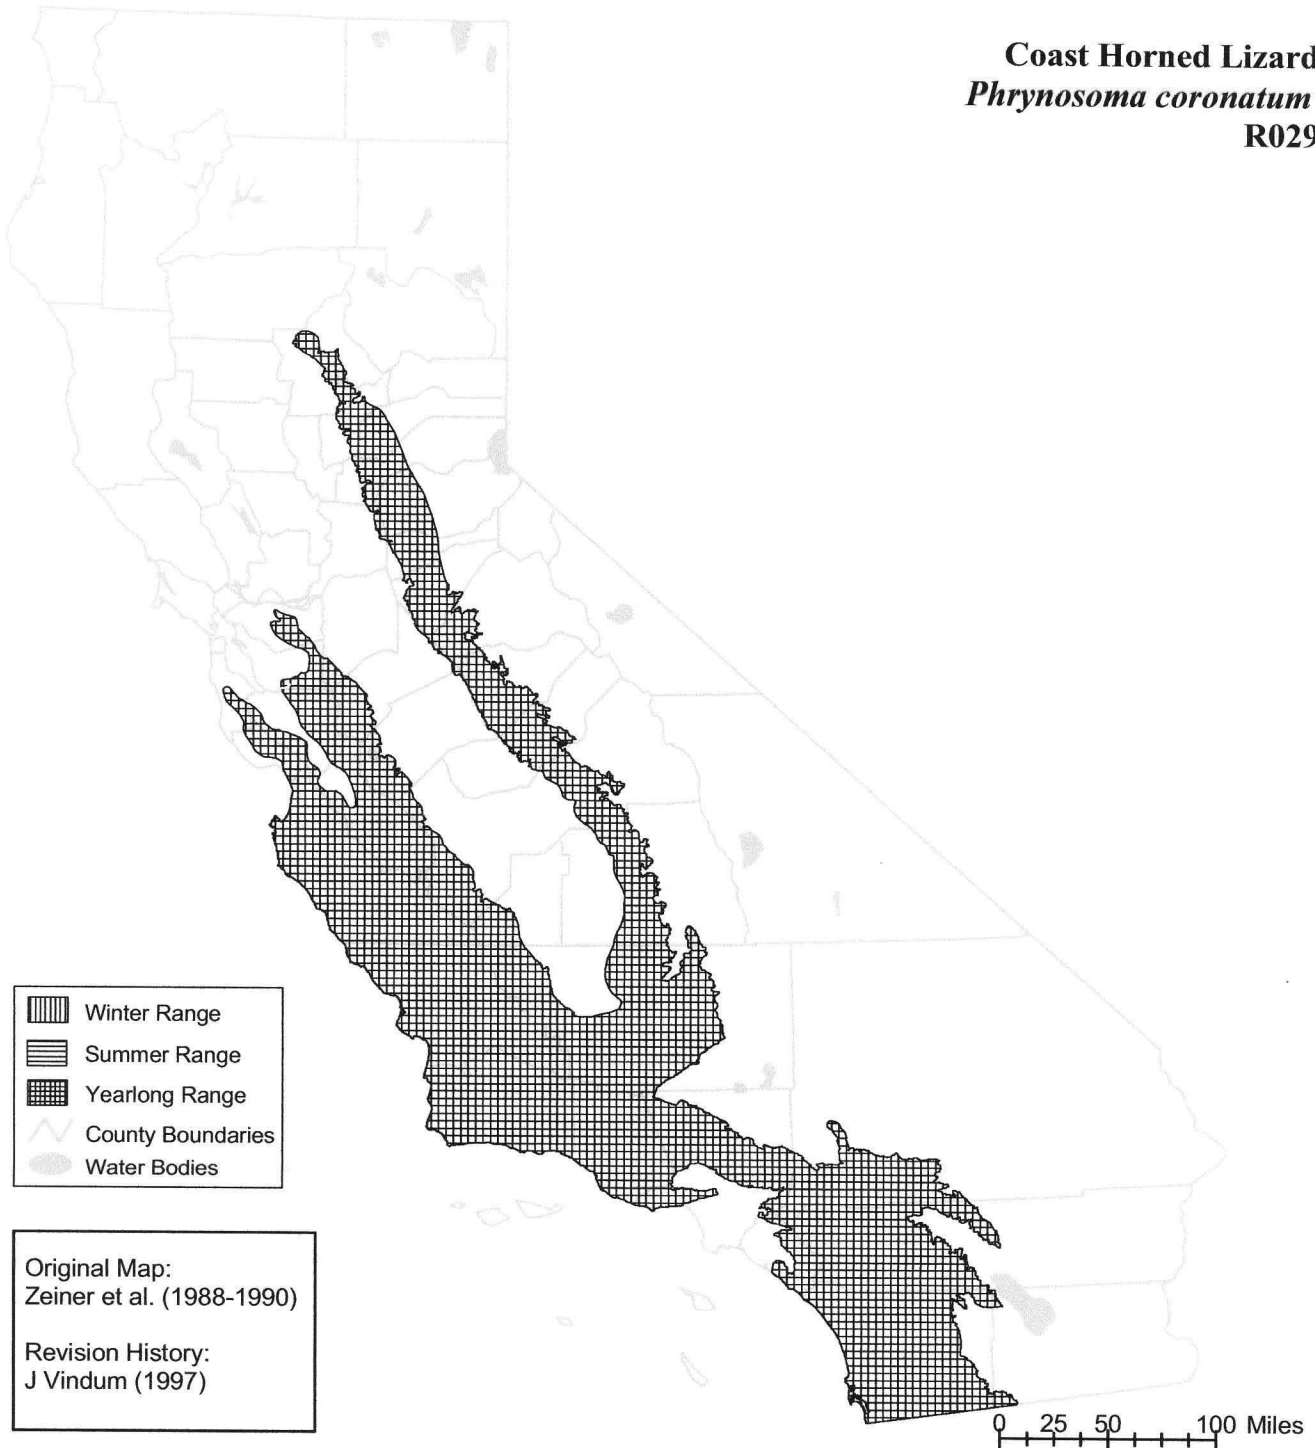 Coast Horned Lizard
Phrynosoma coronatum
R029
Winter Range
Summer Range
Yearlong Range
County Boundaries
Water Bodies
Original Map:
Zeiner et al. (1988-1990)
Revision History:
J Vindum (1997)
0 25 50 100 Miles